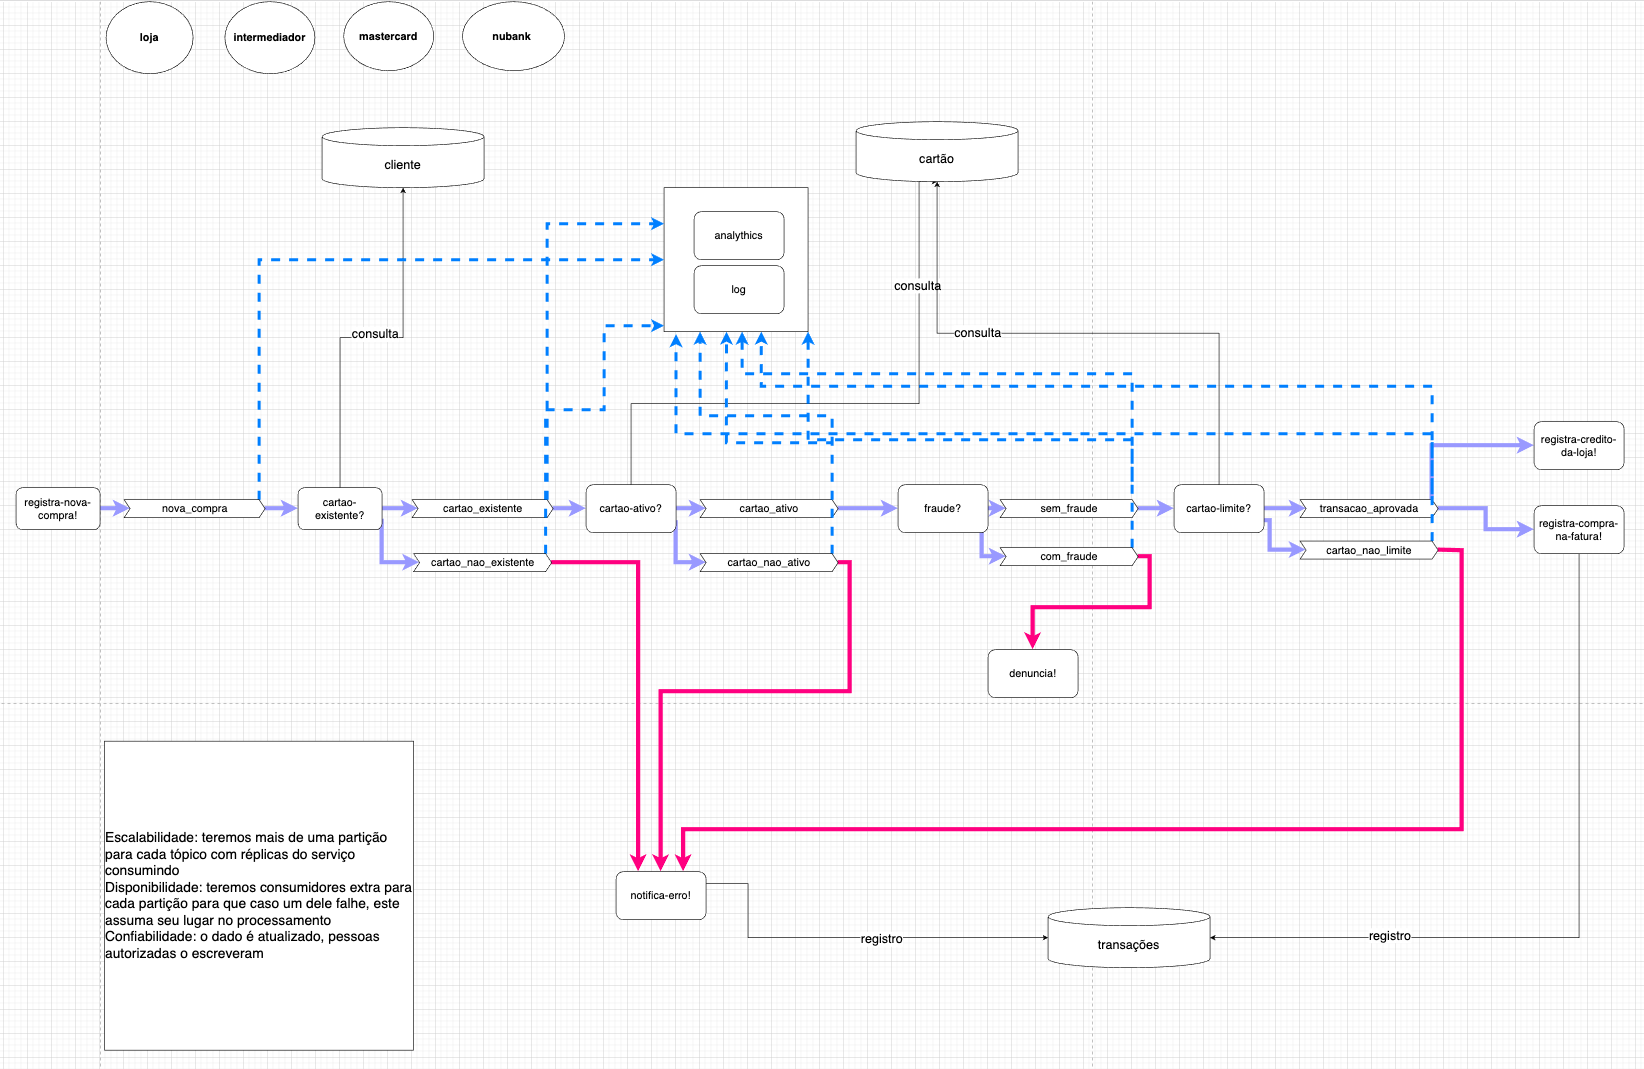 loja
intermediador
mastercard
nubank
cliente
cartão
analythics
log
consulta
consulta
consulta
registra-nova-
compra!
nova_compra
cartao-
existente?
cartao_existente
cartao_nao_existente
cartao-ativo?
cartao_ativo
cartao_nao_ativo
fraude?
sem_fraude
com_fraude
cartao-limite?
transacao_aprovada
cartao_nao_limite
registra-credito-
da-loja!
registra-compra-
na-fatura!
denuncia!
Escalabilidade: teremos mais de uma partição
para cada tópico com réplicas do serviço
consumindo
Disponibilidade: teremos consumidores extra para
cada partição para que caso um dele falhe, este
assuma seu lugar no processamento
Confiabilidade: o dado é atualizado, pessoas
autorizadas o escreveram
notifica-erro!
registro
transações
registro